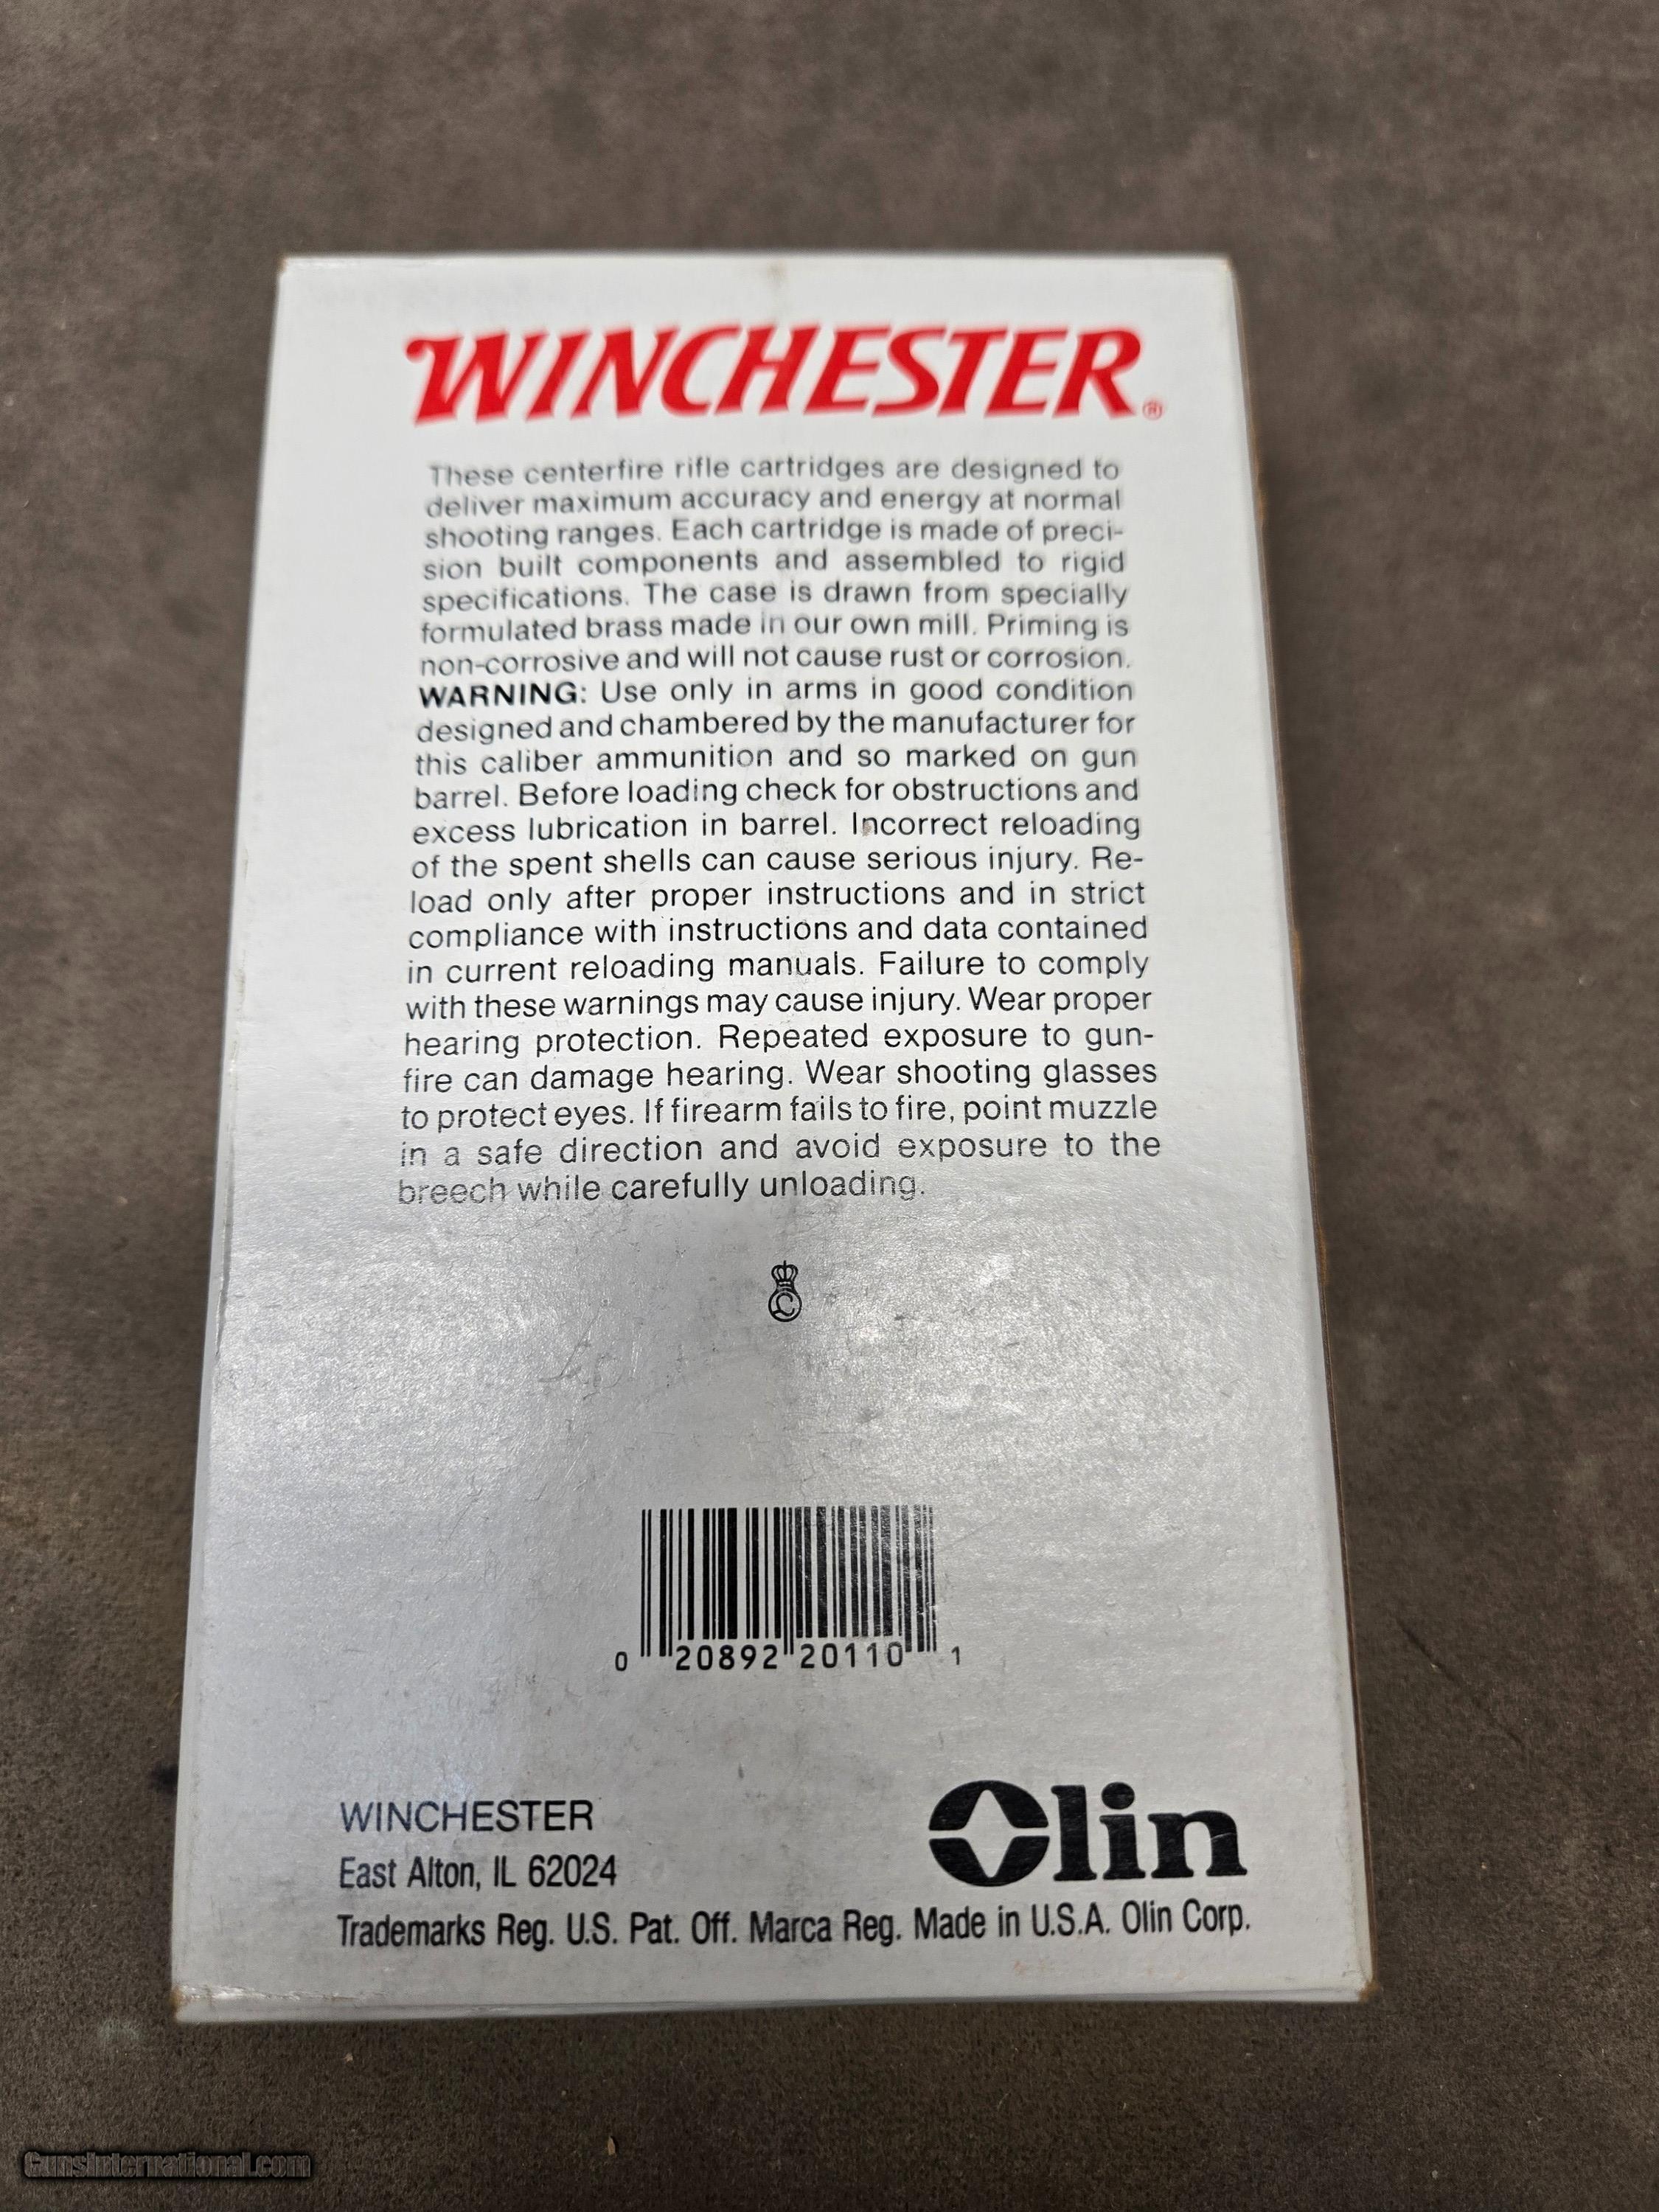 WINCHESTER®
These centerfire rifle cartridges are designed to
deliver maximum accuracy and energy at normal
shooting ranges. Each cartridge is made of preci-
sion built components and assembled to rigid
specifications. The case is drawn from specially
formulated brass made in our own mill. Priming is
non-corrosive and will not cause rust or corrosion.
WARNING: Use only in arms in good condition
designed and chambered by the manufacturer for
this caliber ammunition and so marked on gun
barrel. Before loading check for obstructions and
excess lubrication in barrel. Incorrect reloading
of the spent shells can cause serious injury. Re-
load only after proper instructions and in strict
compliance with instructions and data contained
in current reloading manuals. Failure to comply
with these warnings may cause injury. Wear proper
hearing protection. Repeated exposure to gun-
fire can damage hearing. Wear shooting glasses
to protect eyes. If firearm fails to fire, point muzzle
in a safe direction and avoid exposure to the
breech while carefully unloading.
0 20892 20110 1
WINCHESTER
Olin
East Alton, IL 62024
Trademarks Reg. U.S. Pat. Off. Marca Reg. Made in U.S.A. Olin Corp.
GunsInternational.com